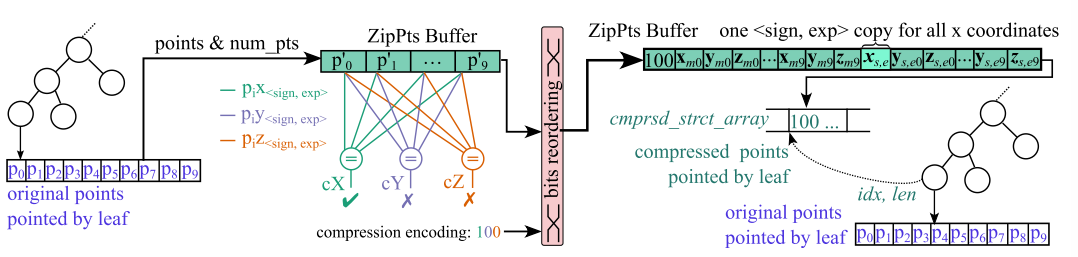 points & num_pts
p0 p1 p2 p3 p4 p5 p6 p7 p8 p9
original points
pointed by leaf
ZipPts Buffer
p'0 p'1 ... p'9
pix<sign, exp>
piy<sign, exp>
piz<sign, exp>
= = =
cX cY cZ
✔ ✗ ✗
compression encoding: 100
bits reordering
ZipPts Buffer
one <sign, exp> copy for all x coordinates
100 xm0 ym0 zm0 ... xm9 ym9 zm9 xs,e ys,e0 zs,e0 ... ys,e9 zs,e9
cmprsd_strct_array
100 ...
compressed points
pointed by leaf
idx, len
original points
pointed by leaf
p0 p1 p2 p3 p4 p5 p6 p7 p8 p9